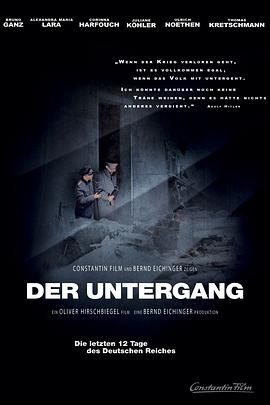 BRUNO ALEXANDRA MARIA CORINNA JULIANE ULRICH THOMAS
GANZ LARA HARFOUCH KÖHLER NOETHEN KRETSCHMANN
„WENN DER KRIEG VERLOREN GEHT,
IST ES VOLLKOMMEN EGAL,
WENN DAS VOLK MIT UNTERGEHT.
ICH KÖNNTE DARÜBER NOCH KEINE
TRÄNE WEINEN, DENN ES HÄTTE NICHTS
ANDERES VERDIENT.“ ADOLF HITLER
CONSTANTIN FILM UND BERND EICHINGER ZEIGEN
DER UNTERGANG
EIN OLIVER HIRSCHBIEGEL FILM EINE BERND EICHINGER PRODUKTION
Die letzten 12 Tage
des Deutschen Reiches
Constantin Film